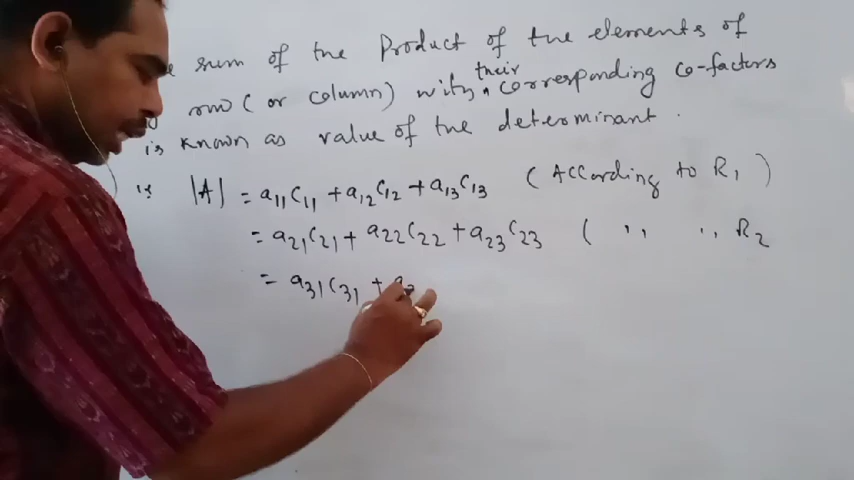 sum of the Product of the elements of
row (or column) with their corresponding co-factors
is known as value of the determinant.
is |A| = a11C11 + a12C12 + a13C13 (According to R1)
= a21C21 + a22C22 + a23C23 ( ,, ,, R2
= a31C31 +